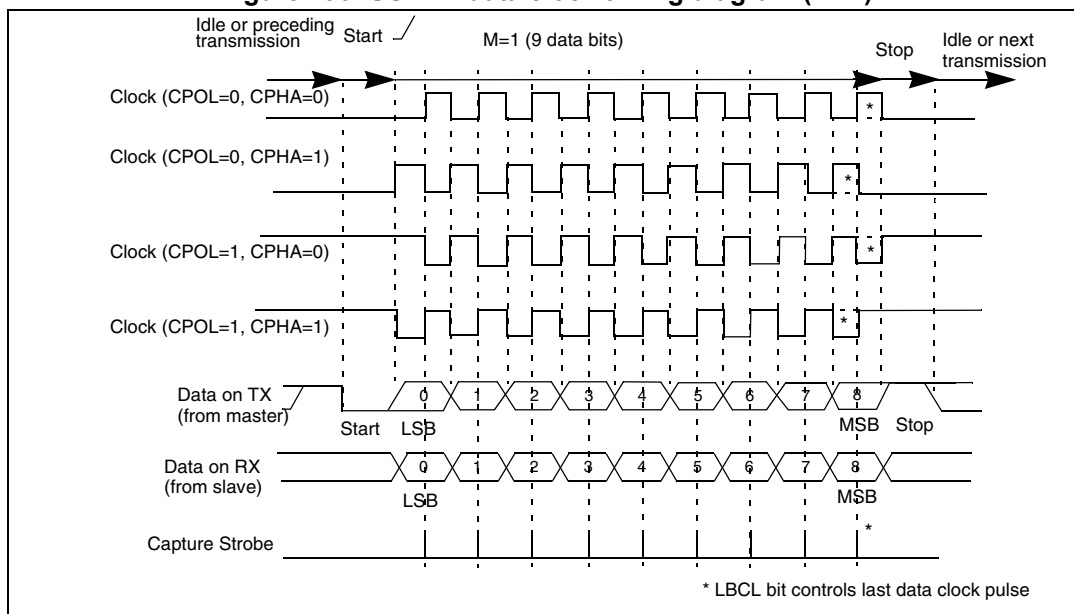 Idle or preceding
transmission
Start
M=1 (9 data bits)
Stop
Idle or next
transmission
Clock (CPOL=0, CPHA=0)
*
Clock (CPOL=0, CPHA=1)
*
Clock (CPOL=1, CPHA=0)
*
Clock (CPOL=1, CPHA=1)
*
Data on TX
(from master)
0 1 2 3 4 5 6 7 8
Start LSB MSB Stop
Data on RX
(from slave)
0 1 2 3 4 5 6 7 8
LSB MSB
Capture Strobe
*
* LBCL bit controls last data clock pulse